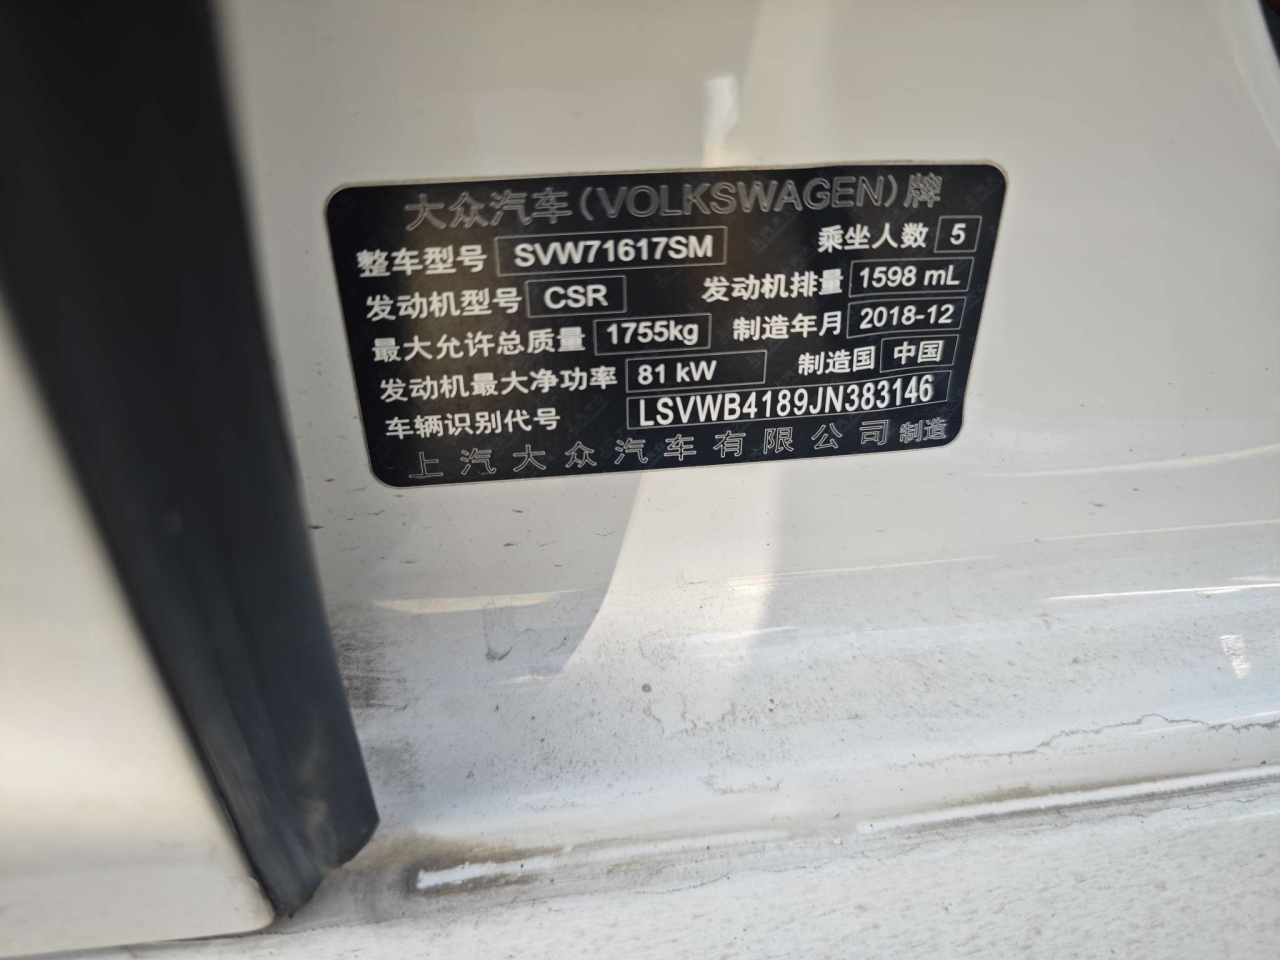 大众汽车(VOLKSWAGEN)牌
整车型号 SVW71617SM 乘坐人数 5
发动机型号 CSR 发动机排量 1598 mL
最大允许总质量 1755kg 制造年月 2018-12
发动机最大净功率 81 kW 制造国 中国
车辆识别代号 LSVWB4189JN383146
上汽大众汽车有限公司 制造